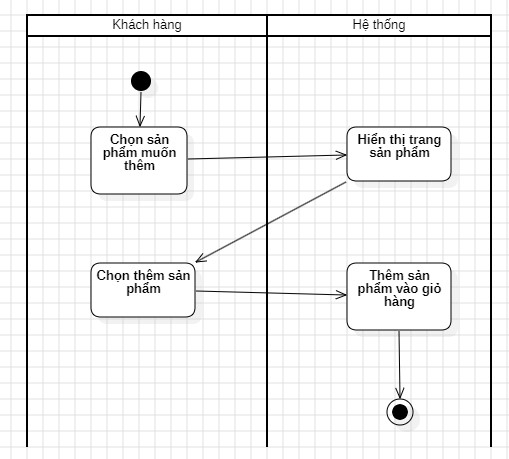 Khách hàng
Hệ thống
Chọn sản
phẩm muốn
thêm
Hiển thị trang
sản phẩm
Chọn thêm sản
phẩm
Thêm sản
phẩm vào giỏ
hàng